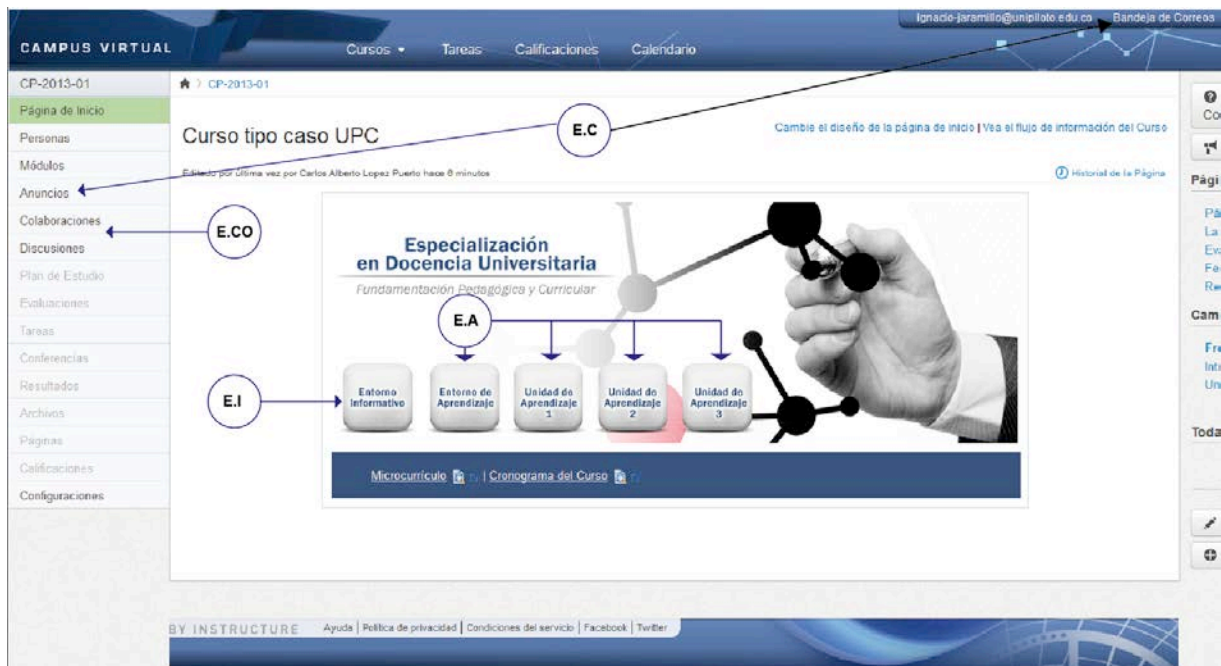 Ignacio-jaramillo@unipiloto.edu.co Bandeja de Correos
CAMPUS VIRTUAL
Cursos Tareas Calificaciones Calendario
CP-2013-01
Página de Inicio
Personas
Módulos
Anuncios
Colaboraciones
Discusiones
Plan de Estudio
Evaluaciones
Tareas
Conferencias
Resultados
Archivos
Páginas
Calificaciones
Configuraciones
CP-2013-01
Curso tipo caso UPC
Cambie el diseño de la página de inicio | Vea el flujo de información del Curso
Editado por última vez por Carlos Alberto Lopez Puerto hace 6 minutos
Historial de la Página
E.C
E.CO
Especialización
en Docencia Universitaria
Fundamentación Pedagógica y Curricular
E.A
E.I
Entorno
Informativo
Entorno de
Aprendizaje
Unidad de
Aprendizaje
1
Unidad de
Aprendizaje
2
Unidad de
Aprendizaje
3
Microcurrículo | Cronograma del Curso
BY INSTRUCTURE
Ayuda | Política de privacidad | Condiciones del servicio | Facebook | Twitter